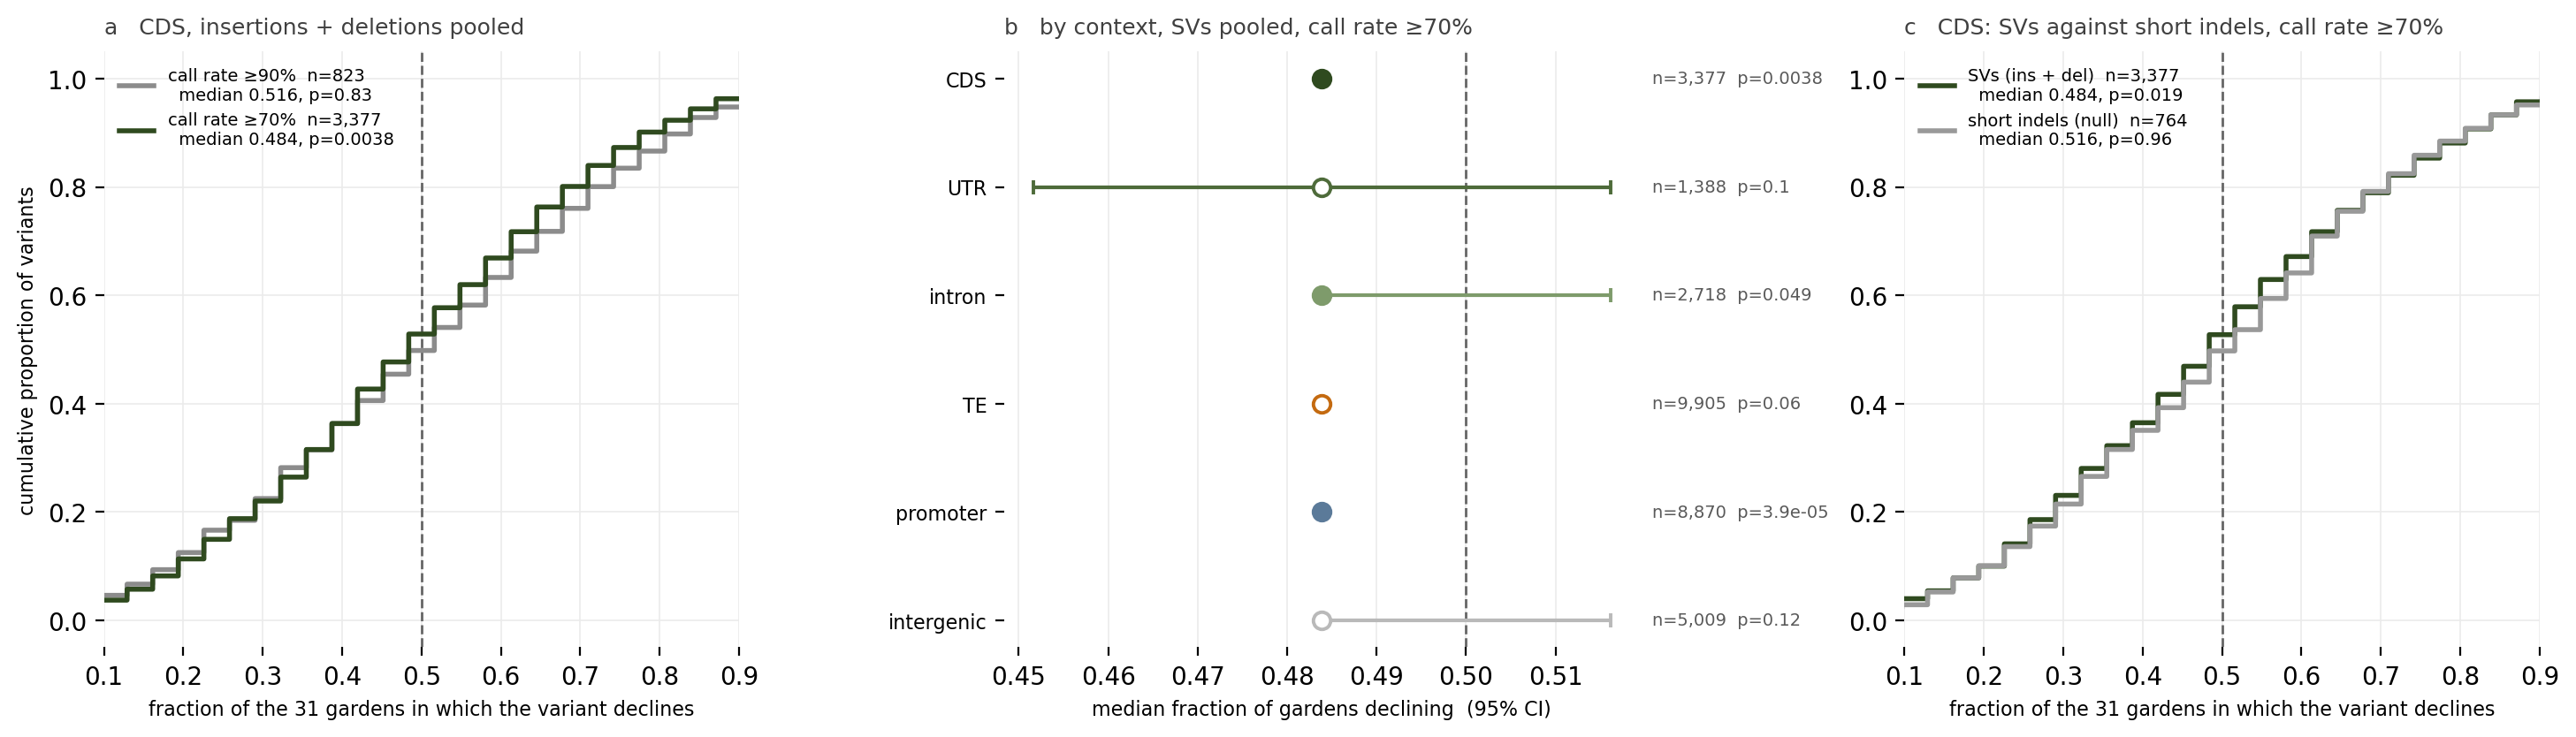 a CDS, insertions + deletions pooled
call rate ≥90% n=823
median 0.516, p=0.83
call rate ≥70% n=3,377
median 0.484, p=0.0038
cumulative proportion of variants
1.0
0.8
0.6
0.4
0.2
0.0
0.1 0.2 0.3 0.4 0.5 0.6 0.7 0.8 0.9
fraction of the 31 gardens in which the variant declines
b by context, SVs pooled, call rate ≥70%
CDS n=3,377 p=0.0038
UTR n=1,388 p=0.1
intron n=2,718 p=0.049
TE n=9,905 p=0.06
promoter n=8,870 p=3.9e-05
intergenic n=5,009 p=0.12
0.45 0.46 0.47 0.48 0.49 0.50 0.51
median fraction of gardens declining (95% CI)
c CDS: SVs against short indels, call rate ≥70%
SVs (ins + del) n=3,377
median 0.484, p=0.019
short indels (null) n=764
median 0.516, p=0.96
1.0
0.8
0.6
0.4
0.2
0.0
0.1 0.2 0.3 0.4 0.5 0.6 0.7 0.8 0.9
fraction of the 31 gardens in which the variant declines